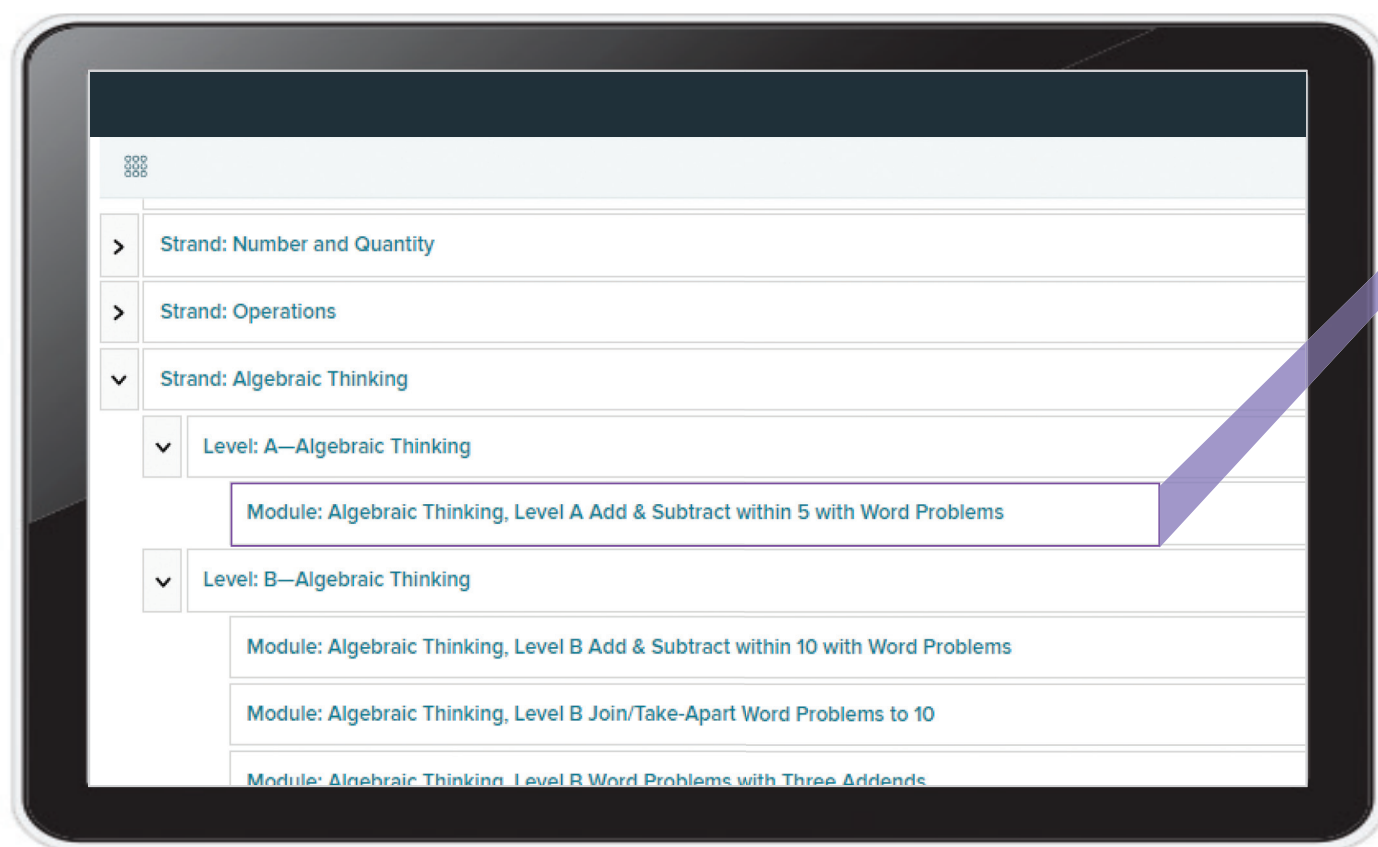 Strand: Number and Quantity
Strand: Operations
Strand: Algebraic Thinking
Level: A—Algebraic Thinking
Module: Algebraic Thinking, Level A Add & Subtract within 5 with Word Problems
Level: B—Algebraic Thinking
Module: Algebraic Thinking, Level B Add & Subtract within 10 with Word Problems
Module: Algebraic Thinking, Level B Join/Take-Apart Word Problems to 10
Module: Algebraic Thinking, Level B Word Problems with Three Addends